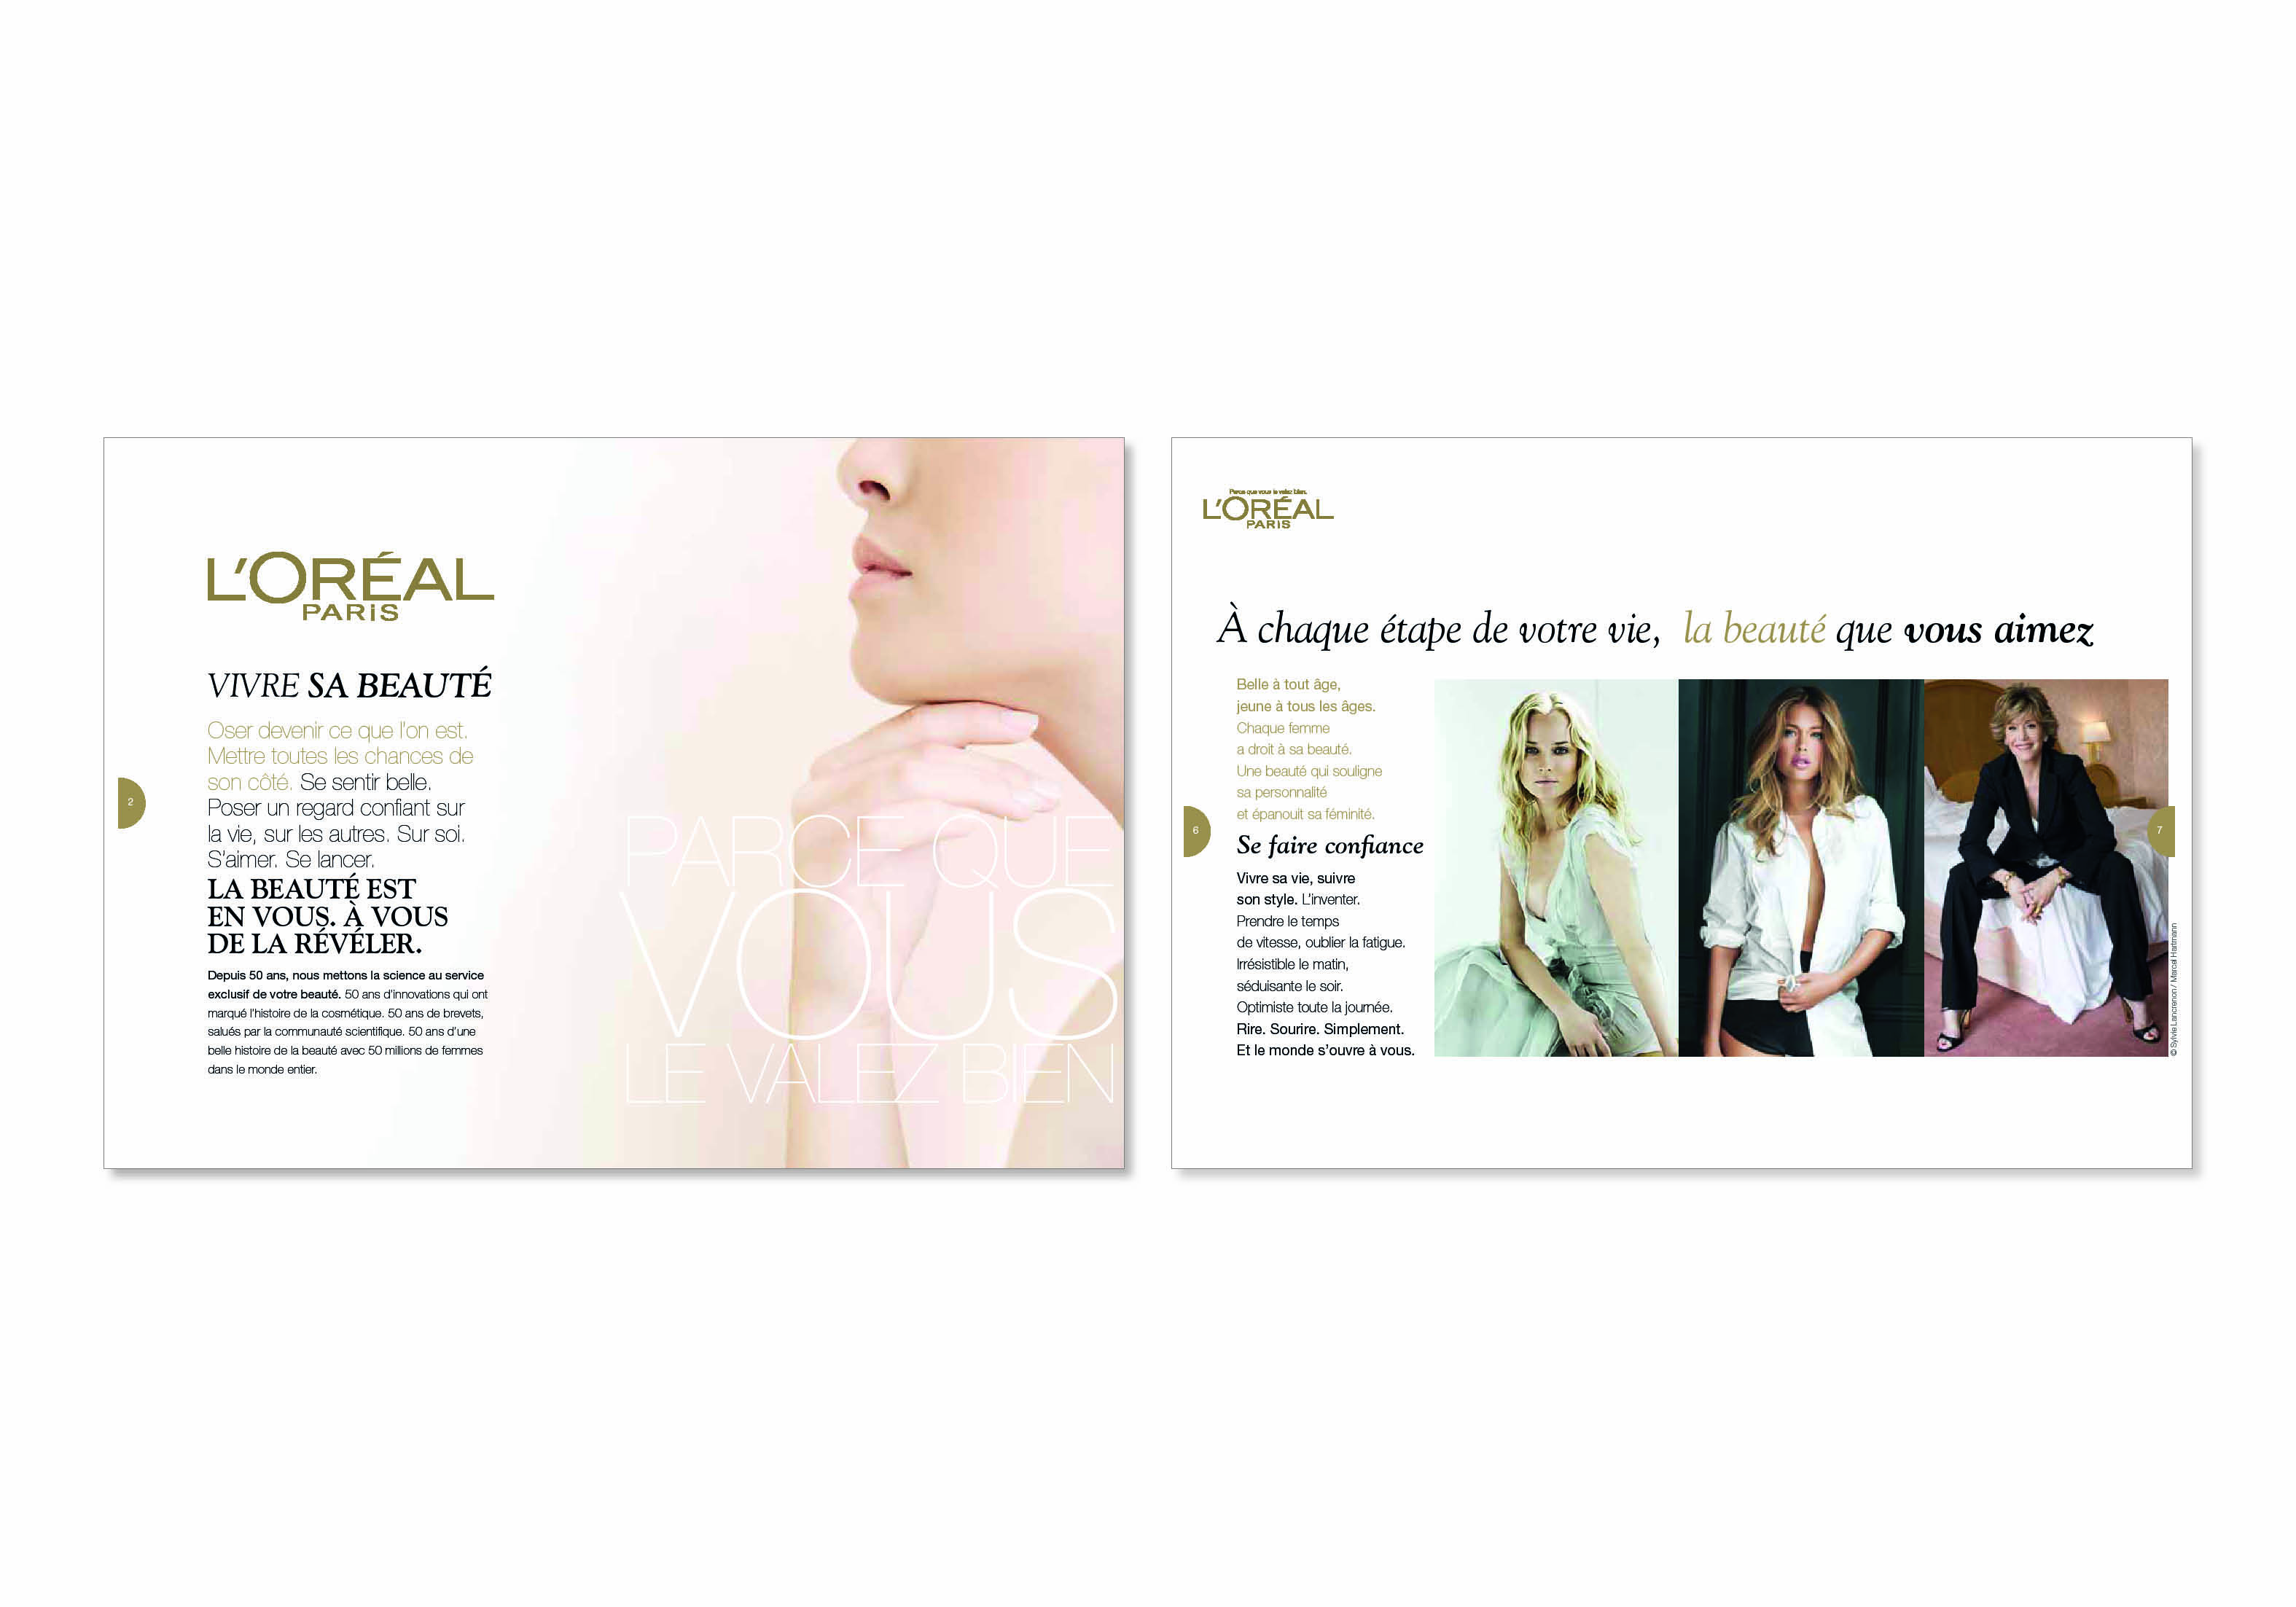 L'ORÉAL
PARIS
VIVRE SA BEAUTÉ
Oser devenir ce que l'on est.
Mettre toutes les chances de
son côté. Se sentir belle.
Poser un regard confiant sur
la vie, sur les autres. Sur soi.
S'aimer. Se lancer.
LA BEAUTÉ EST
EN VOUS. À VOUS
DE LA RÉVÉLER.
Depuis 50 ans, nous mettons la science au service
exclusif de votre beauté. 50 ans d'innovations qui ont
marqué l'histoire de la cosmétique. 50 ans de brevets,
salués par la communauté scientifique. 50 ans d'une
belle histoire de la beauté avec 50 millions de femmes
dans le monde entier.
2
PARCE QUE
VOUS
LE VALEZ BIEN
Parce que vous le valez bien.
L'ORÉAL
PARIS
À chaque étape de votre vie, la beauté que vous aimez
Belle à tout âge,
jeune à tous les âges.
Chaque femme
a droit à sa beauté.
Une beauté qui souligne
sa personnalité
et épanouit sa féminité.
Se faire confiance
Vivre sa vie, suivre
son style. L'inventer.
Prendre le temps
de vitesse, oublier la fatigue.
Irrésistible le matin,
séduisante le soir.
Optimiste toute la journée.
Rire. Sourire. Simplement.
Et le monde s'ouvre à vous.
6
7
© Sylvie Lancrenon / Marcel Hartmann